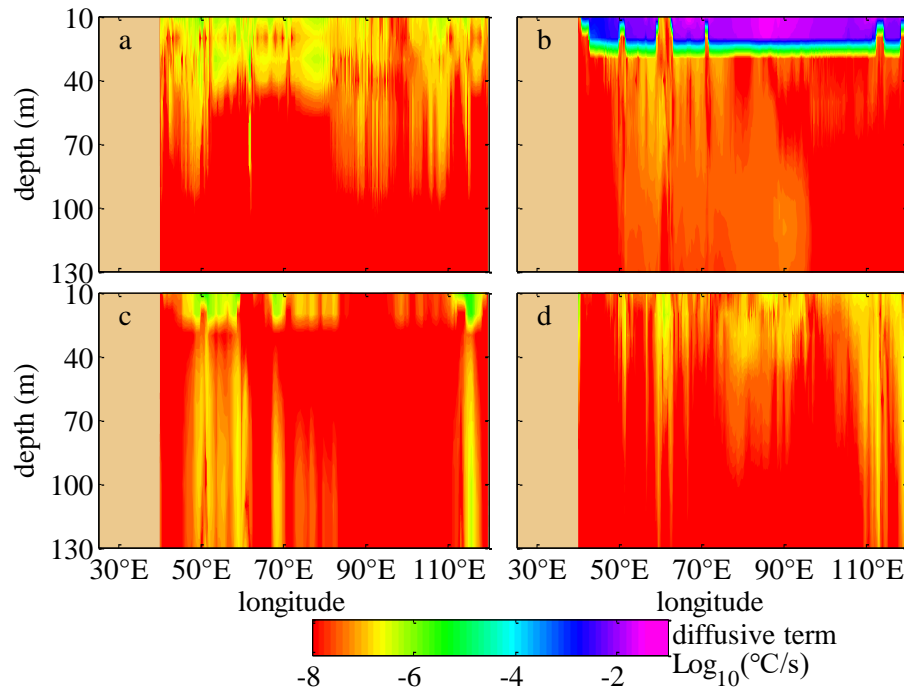 10
a
b
40
depth (m)
70
100
130
10
c
d
40
depth (m)
70
100
130
30°E 50°E 70°E 90°E 110°E 30°E 50°E 70°E 90°E 110°E
longitude longitude
diffusive term
Log10(°C/s)
-8 -6 -4 -2